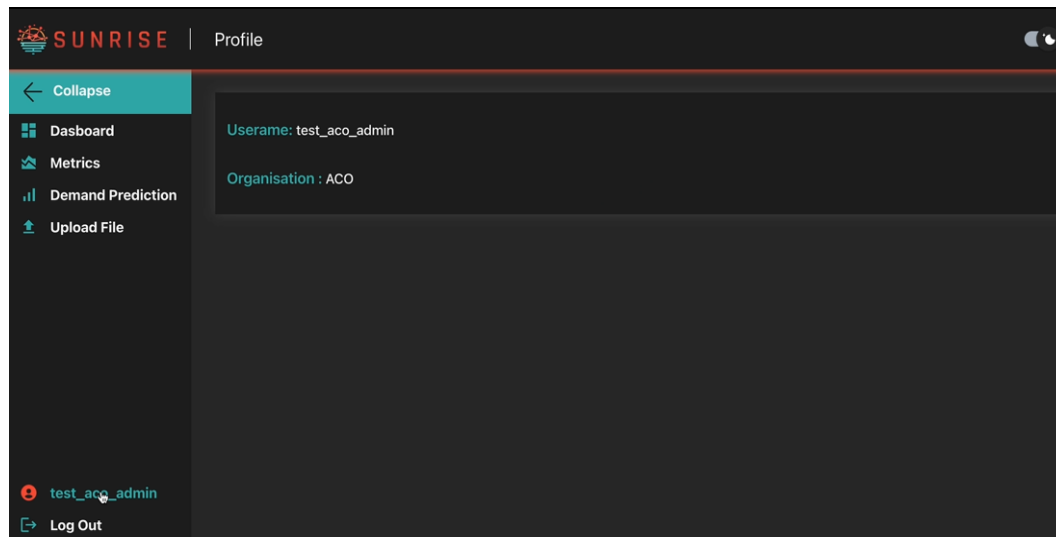 SUNRISE
Profile
Collapse
Dasboard
Metrics
Demand Prediction
Upload File
Userame: test_aco_admin
Organisation : ACO
test_aco_admin
Log Out